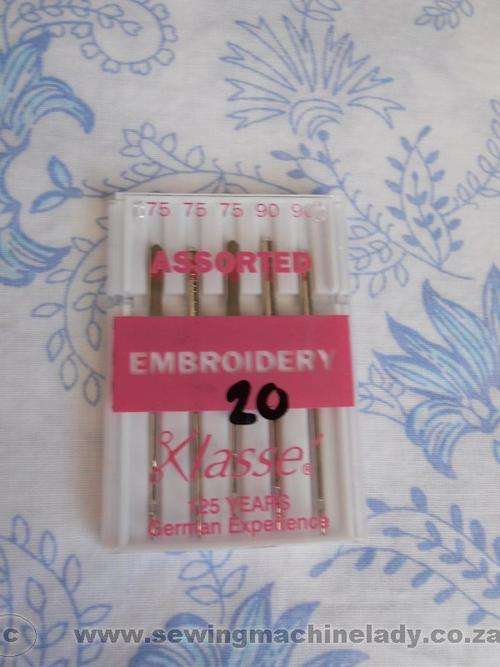 75 75 75 90 90
ASSORTED
EMBROIDERY
20
Klasse®
125 YEARS
German Experience
© www.sewingmachinelady.co.za